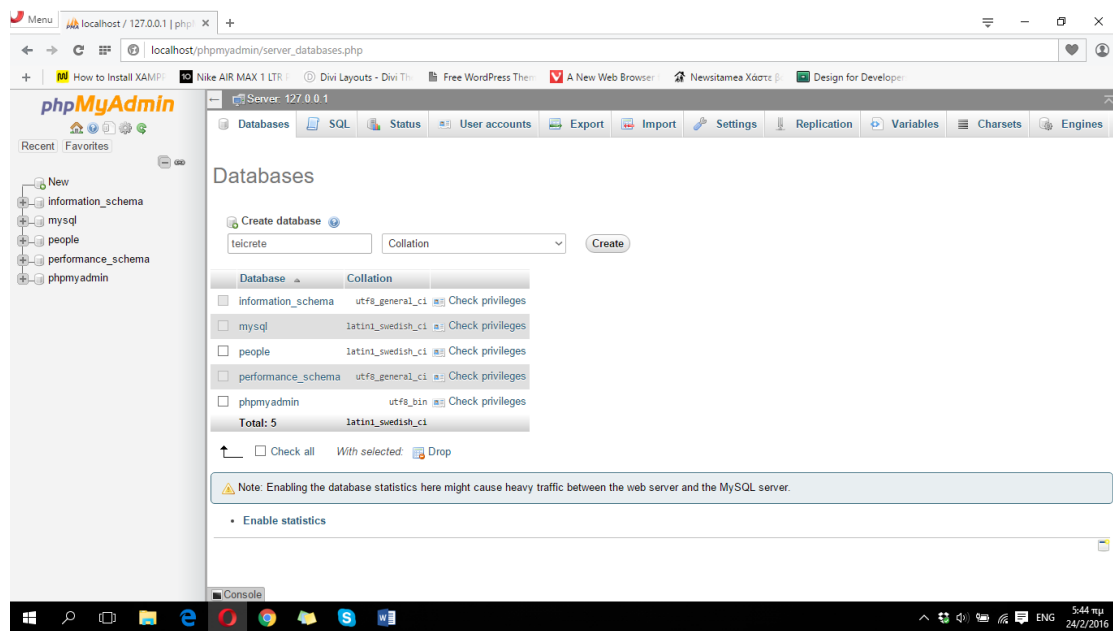 Menu
localhost / 127.0.0.1 | php
localhost/phpmyadmin/server_databases.php
How to Install XAMP
Nike AIR MAX 1 LTR
Divi Layouts - Divi Th
Free WordPress Them
A New Web Browser
Newsitamea Χάστε β
Design for Developer
phpMyAdmin
Recent Favorites
New
information_schema
mysql
people
performance_schema
phpmyadmin
Server: 127.0.0.1
Databases SQL Status User accounts Export Import Settings Replication Variables Charsets Engines
Databases
Create database
teicrete Collation Create
Database Collation
information_schema utf8_general_ci Check privileges
mysql latin1_swedish_ci Check privileges
people latin1_swedish_ci Check privileges
performance_schema utf8_general_ci Check privileges
phpmyadmin utf8_bin Check privileges
Total: 5 latin1_swedish_ci
Check all With selected: Drop
Note: Enabling the database statistics here might cause heavy traffic between the web server and the MySQL server.
• Enable statistics
Console
ENG
5:44 πμ
24/2/2016